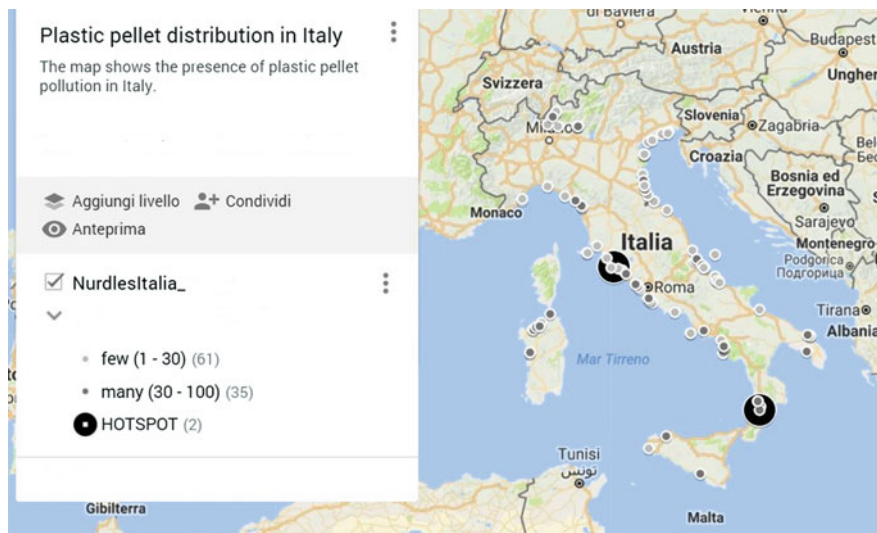 Plastic pellet distribution in Italy
The map shows the presence of plastic pellet
pollution in Italy.
Aggiungi livello Condividi
Anteprima
NurdlesItalia_
few (1 - 30) (61)
many (30 - 100) (35)
HOTSPOT (2)
Gibilterra
di Baviera
Vienna
Budapest
Austria
Ungher
Svizzera
Slovenia
Zagabria
Croazia
Bel
Бео
Bosnia ed
Erzegovina
Sarajevo
Monaco
Montenegro
Podgorica
Подгорица
Italia
Roma
Tirana
Albania
Mar Tirreno
Tunisi
تونس
Malta